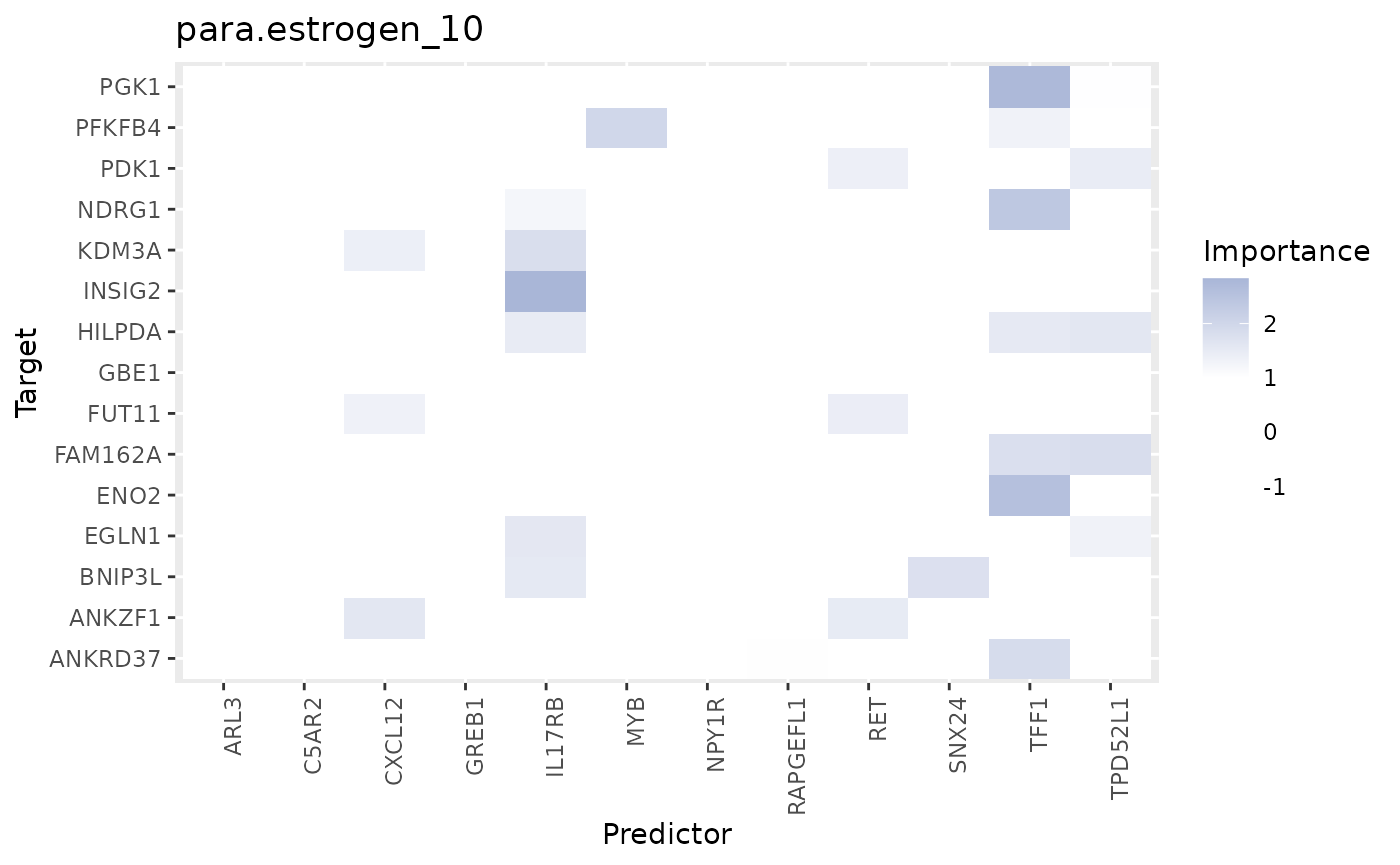 para.estrogen_10
Target
PGK1
PFKFB4
PDK1
NDRG1
KDM3A
INSIG2
HILPDA
GBE1
FUT11
FAM162A
ENO2
EGLN1
BNIP3L
ANKZF1
ANKRD37
ARL3
C5AR2
CXCL12
GREB1
IL17RB
MYB
NPY1R
RAPGEFL1
RET
SNX24
TFF1
TPD52L1
Predictor
Importance
2
1
0
-1